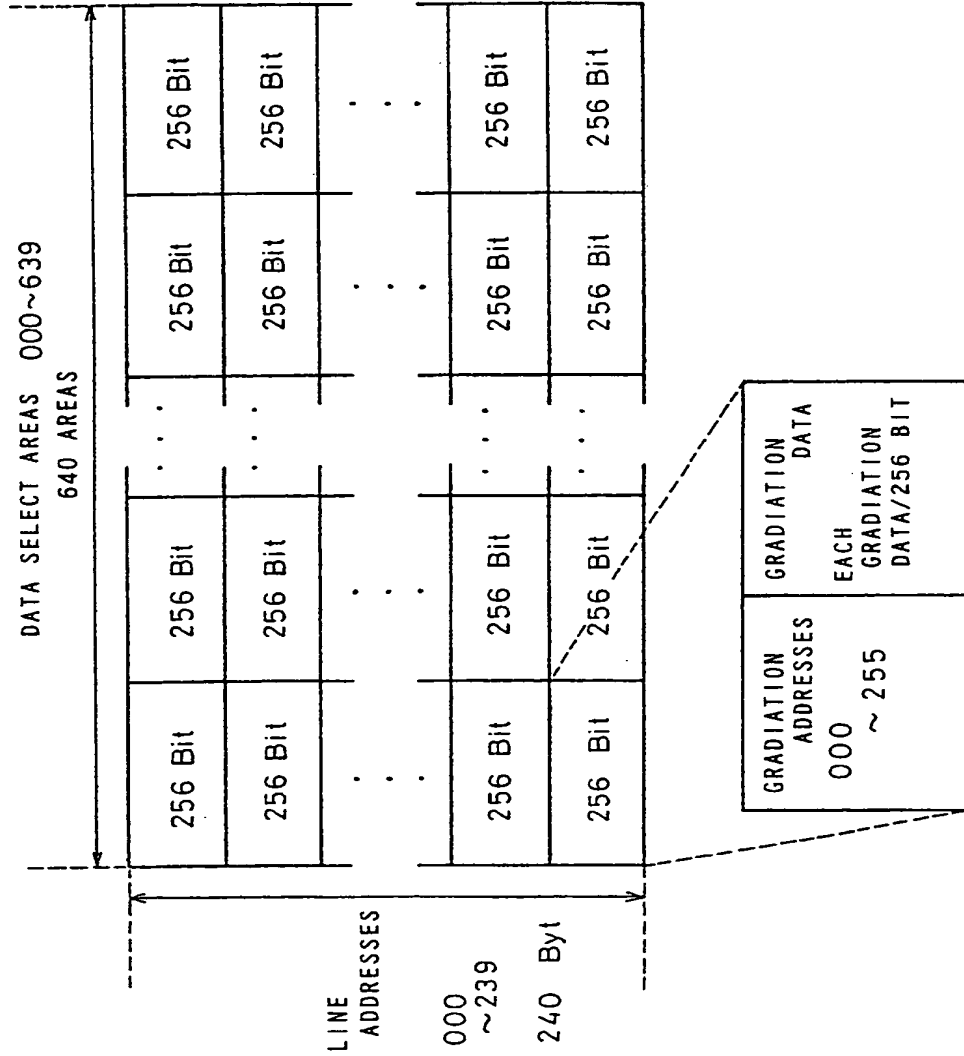 DATA SELECT AREAS 000~639
640 AREAS
LINE
ADDRESSES
000
~239
240 Byt
256 Bit 256 Bit 256 Bit 256 Bit
256 Bit 256 Bit 256 Bit 256 Bit
256 Bit 256 Bit 256 Bit 256 Bit
256 Bit 256 Bit 256 Bit 256 Bit
GRADIATION
ADDRESSES
000
~ 255
GRADIATION
DATA
EACH
GRADIATION
DATA/256 BIT